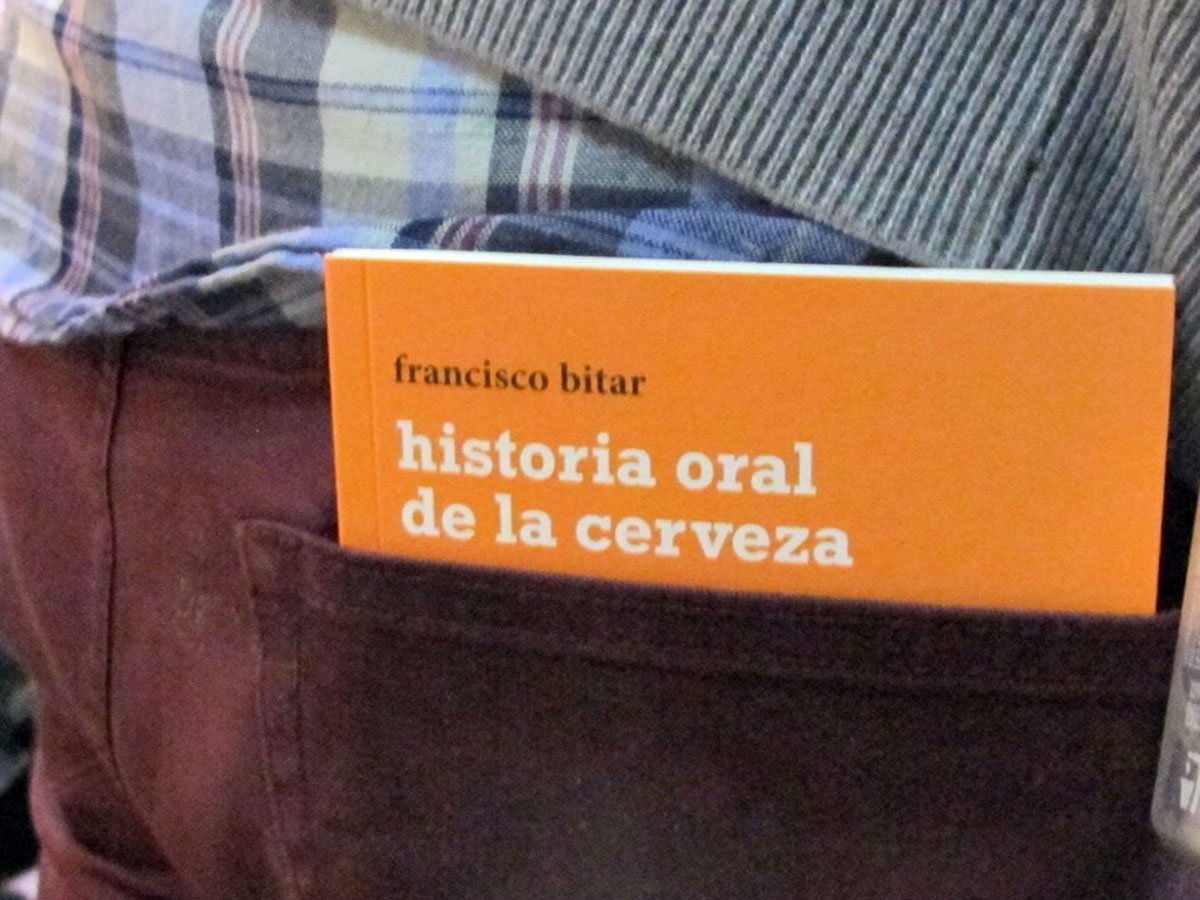 francisco bitar
historia oral
de la cerveza